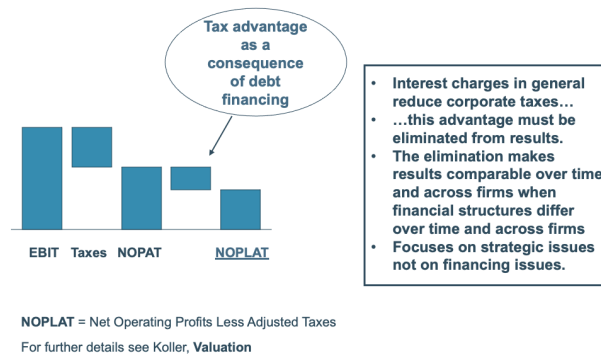 Tax advantage
as a
consequence
of debt
financing
• Interest charges in general
reduce corporate taxes…
• …this advantage must be
eliminated from results.
• The elimination makes
results comparable over time
and across firms when
financial structures differ
over time and across firms
• Focuses on strategic issues
not on financing issues.
EBIT Taxes NOPAT NOPLAT
NOPLAT = Net Operating Profits Less Adjusted Taxes
For further details see Koller, Valuation